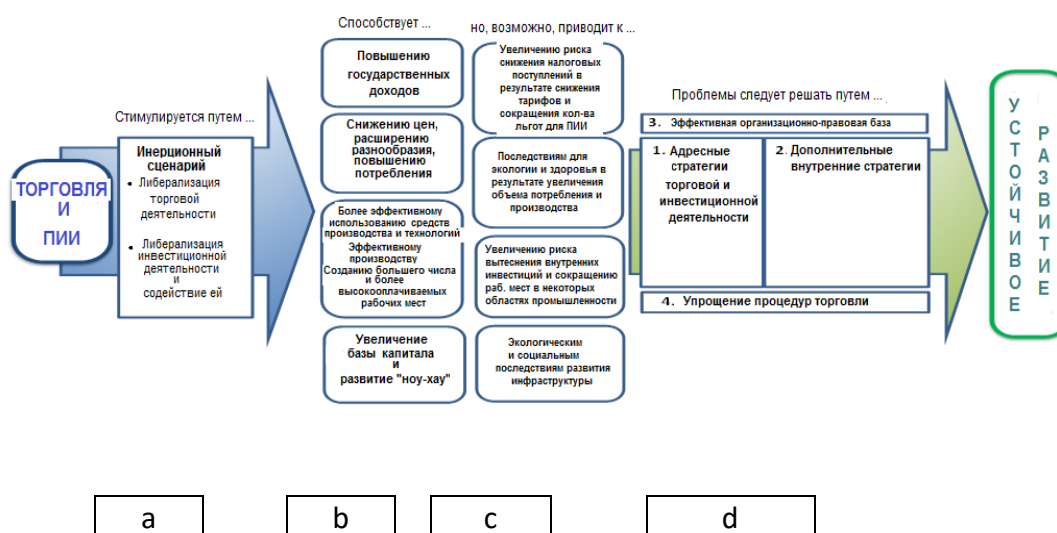 Способствует ...
но, возможно, приводит к ...
Стимулируется путем ...
Проблемы следует решать путем ...
ТОРГОВЛЯ
И
ПИИ
Инерционный
сценарий
• Либерализация
торговой
деятельности
• Либерализация
инвестиционной
деятельности
и
содействие ей
Повышению
государственных
доходов
Снижению цен,
расширению
разнообразия,
повышению
потребления
Более эффективному
использованию средств
производства и технологий
Эффективному
производству
Созданию большего числа
и более
высокооплачиваемых
рабочих мест
Увеличение
базы капитала
и
развитие "ноу-хау"
Увеличению риска
снижения налоговых
поступлений в
результате снижения
тарифов и
сокращения кол-ва
льгот для ПИИ
Последствиям для
экологии и здоровья в
результате увеличения
объема потребления и
производства
Увеличению риска
вытеснения внутренних
инвестиций и сокращению
раб. мест в некоторых
областях промышленности
Экологическим
и социальным
последствиям развития
инфраструктуры
3. Эффективная организационно-правовая база
1. Адресные
стратегии
торговой и
инвестиционной
деятельности
2. Дополнительные
внутренние стратегии
4. Упрощение процедур торговли
УСТОЙЧИВОЕ
РАЗВИТИЕ
a
b
c
d